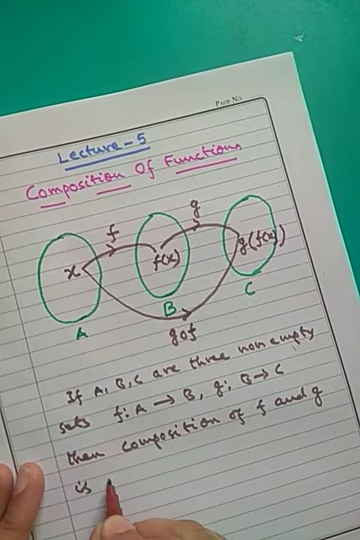 PAGE NO.
Lecture-5
Composition Of Functions
f g
x f(x) g(f(x))
A B C
gof
If A, B, C are three non empty
sets f: A → B, g: B → C
then composition of f and g
is